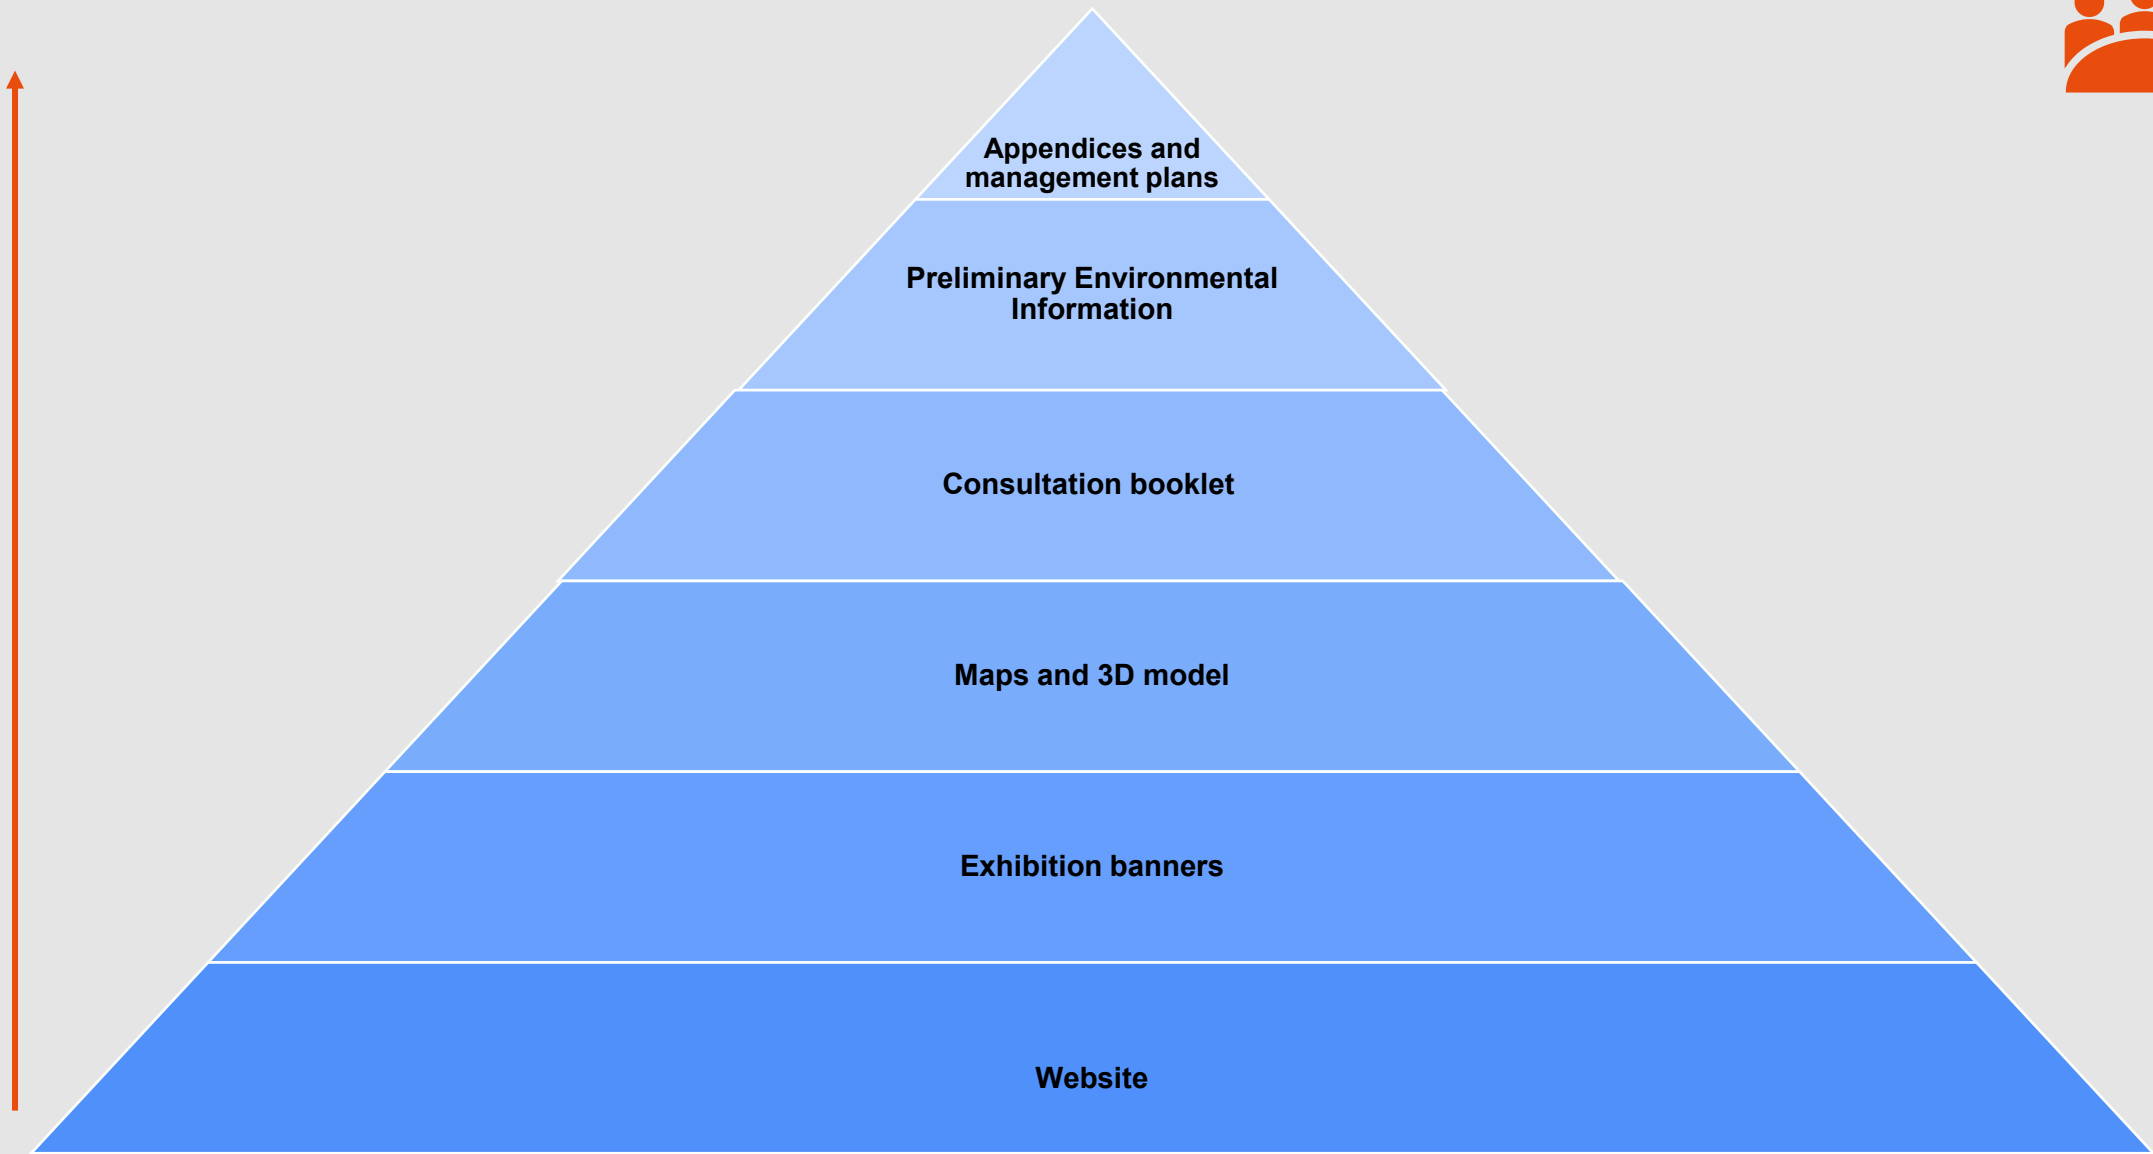 Appendices and
management plans
Preliminary Environmental
Information
Consultation booklet
Maps and 3D model
Exhibition banners
Website